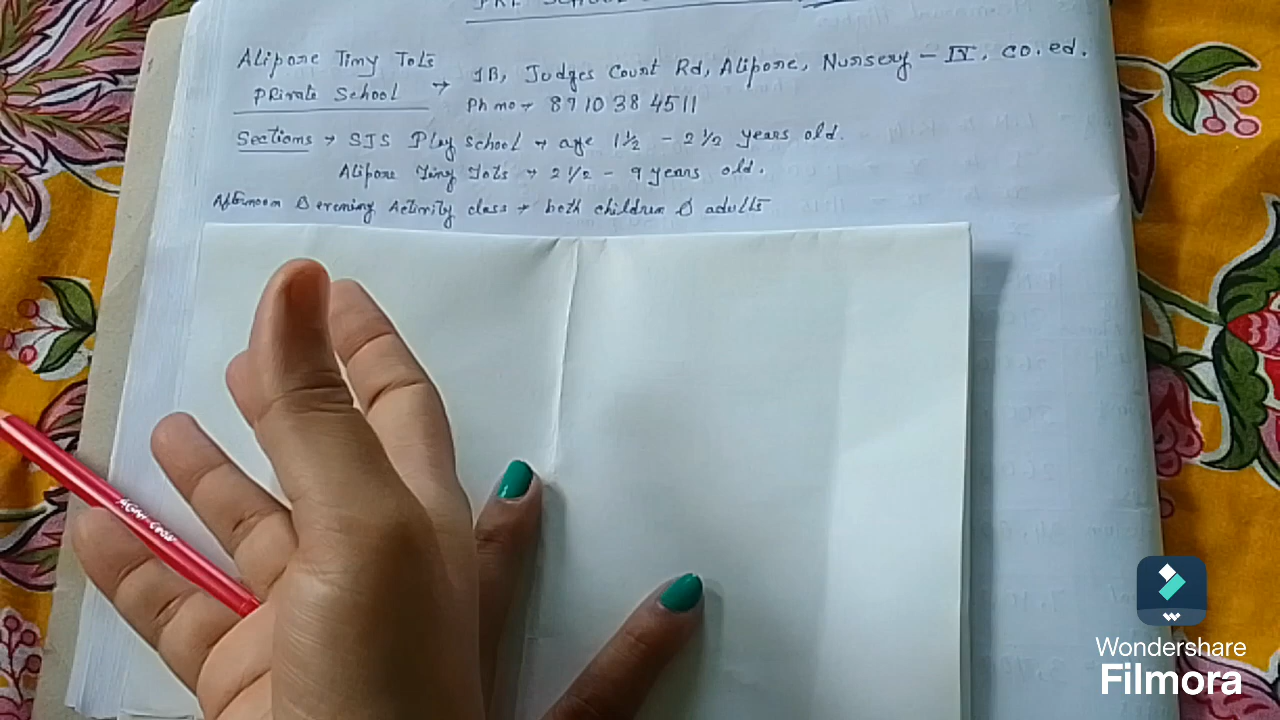 Alipore Tiny Tots
Private School → 1B, Judges Court Rd, Alipore, Nursery - IV, co.ed.
Ph no → 8910384511
Sections → SJS Play School → age 1½ - 2½ years old.
Alipore Tiny Tots → 2½ - 9 years old.
Afternoon & evening Activity class → both children & adults
Wondershare
Filmora